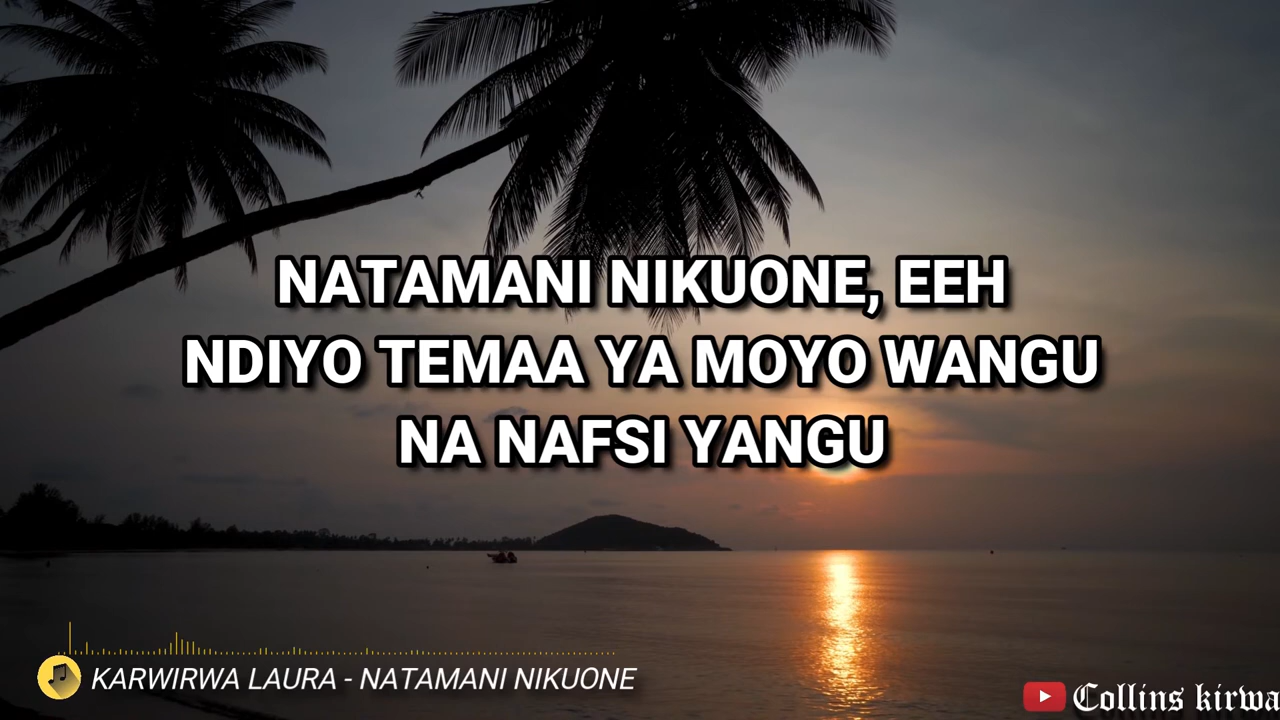 NATAMANI NIKUONE, EEH
NDIYO TEMAA YA MOYO WANGU
NA NAFSI YANGU
KARWIRWA LAURA - NATAMANI NIKUONE
Collins kirwa